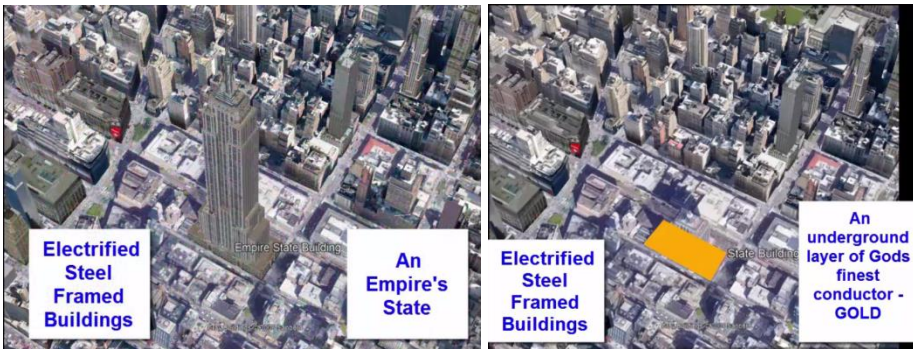 Empire State Building
Electrified
Steel
Framed
Buildings
An
Empire's
State
State Building
Electrified
Steel
Framed
Buildings
An
underground
layer of Gods
finest
conductor -
GOLD